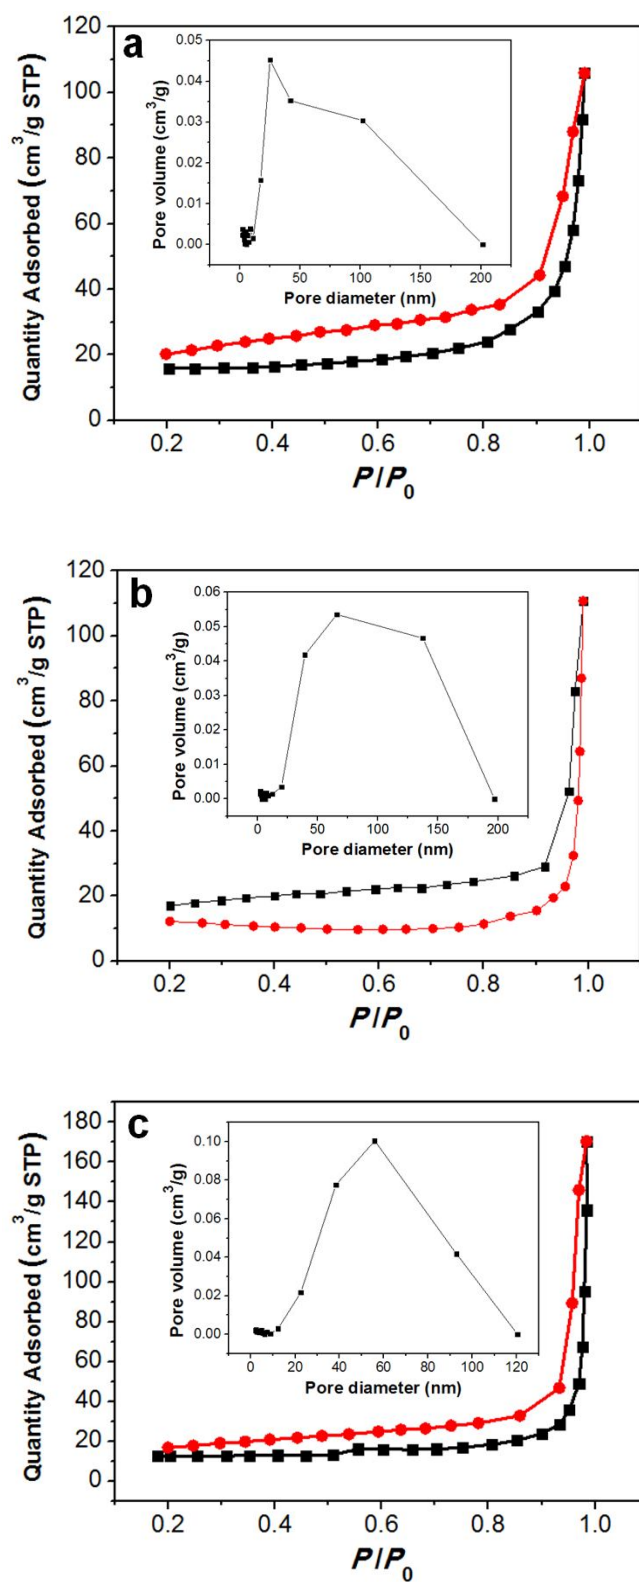 a
Quantity Adsorbed (cm³/g STP)
120
100
80
60
40
20
0
0.2 0.4 0.6 0.8 1.0
P/P₀
Pore volume (cm³/g)
0.05
0.04
0.03
0.02
0.01
0.00
0 50 100 150 200
Pore diameter (nm)
b
Quantity Adsorbed (cm³/g STP)
120
100
80
60
40
20
0
0.2 0.4 0.6 0.8 1.0
P/P₀
Pore volume (cm³/g)
0.06
0.05
0.04
0.03
0.02
0.01
0.00
0 50 100 150 200
Pore diameter (nm)
c
Quantity Adsorbed (cm³/g STP)
180
160
140
120
100
80
60
40
20
0
0.2 0.4 0.6 0.8 1.0
P/P₀
Pore volume (cm³/g)
0.10
0.08
0.06
0.04
0.02
0.00
0 20 40 60 80 100 120
Pore diameter (nm)